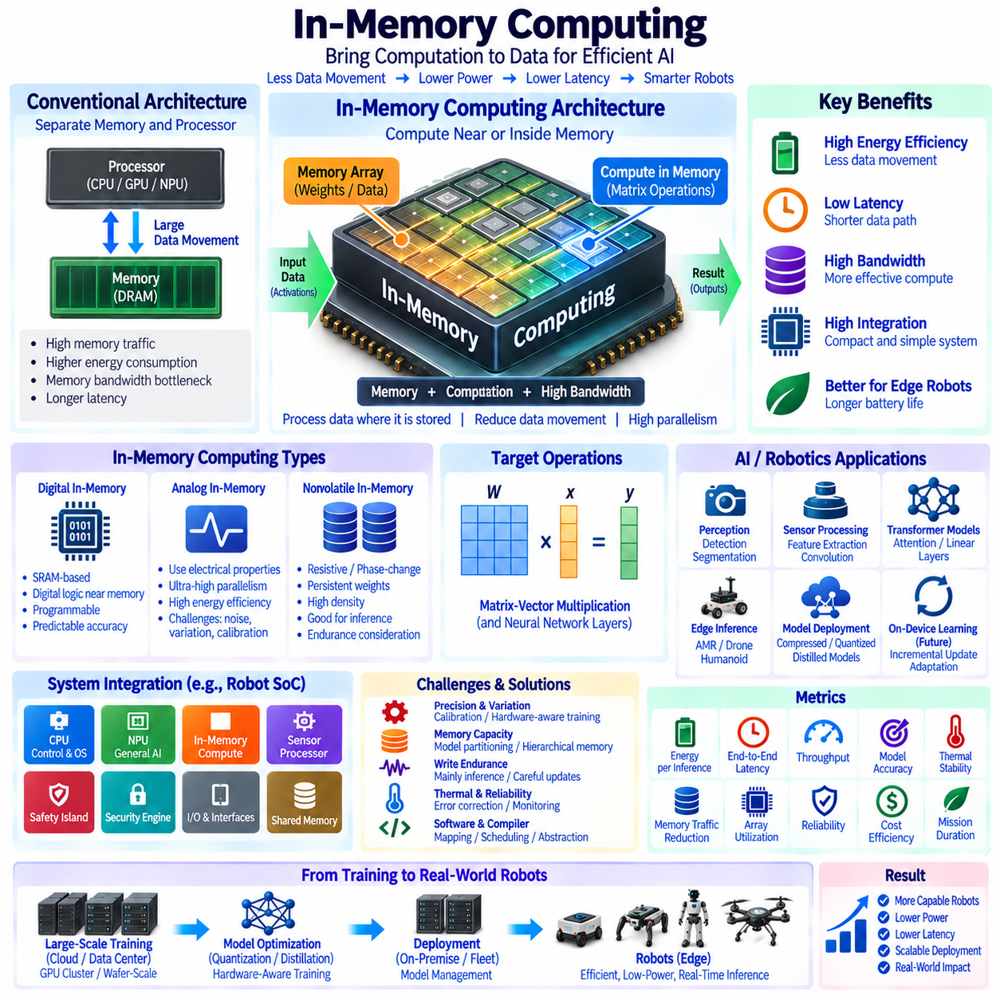 In-Memory Computing
Bring Computation to Data for Efficient AI
Less Data Movement → Lower Power → Lower Latency → Smarter Robots
Conventional Architecture
Separate Memory and Processor
Processor
(CPU / GPU / NPU)
Large
Data Movement
Memory
(DRAM)
• High memory traffic
• Higher energy consumption
• Memory bandwidth bottleneck
• Longer latency
In-Memory Computing Architecture
Compute Near or Inside Memory
Memory Array
(Weights / Data)
Compute in Memory
(Matrix Operations)
Input
Data
(Activations)
In-Memory Computing
Result
(Outputs)
Memory + Computation + High Bandwidth
Process data where it is stored | Reduce data movement | High parallelism
Key Benefits
High Energy Efficiency
Less data movement
Low Latency
Shorter data path
High Bandwidth
More effective compute
High Integration
Compact and simple system
Better for Edge Robots
Longer battery life
In-Memory Computing Types
Digital In-Memory
0101
0101
• SRAM-based
• Digital logic near memory
• Programmable
• Predictable accuracy
Analog In-Memory
• Use electrical properties
• Ultra-high parallelism
• High energy efficiency
• Challenges: noise,
variation, calibration
Nonvolatile In-Memory
• Resistive / Phase-change
• Persistent weights
• High density
• Good for inference
• Endurance consideration
Target Operations
W x y
× =
Matrix-Vector Multiplication
(and Neural Network Layers)
AI / Robotics Applications
Perception
Detection
Segmentation
Sensor Processing
Feature Extraction
Convolution
Transformer Models
Attention / Linear
Layers
Edge Inference
AMR / Drone
Humanoid
Model Deployment
Compressed / Quantized
Distilled Models
On-Device Learning
(Future)
Incremental Update
Adaptation
System Integration (e.g., Robot SoC)
CPU
Control & OS
NPU
General AI
In-Memory
Compute
Sensor
Processor
Safety Island
Security Engine
I/O & Interfaces
Shared Memory
Challenges & Solutions
Precision & Variation
Calibration / Hardware-aware training
Memory Capacity
Model partitioning / Hierarchical memory
Write Endurance
Mainly inference / Careful updates
Thermal & Reliability
Error correction / Monitoring
</>
Software & Compiler
Mapping / Scheduling / Abstraction
Metrics
Energy
per Inference
End-to-End
Latency
Throughput
Model
Accuracy
Thermal
Stability
Memory Traffic
Reduction
Array
Utilization
Reliability
$
Cost
Efficiency
Mission
Duration
From Training to Real-World Robots
Large-Scale Training
(Cloud / Data Center)
GPU Cluster / Wafer-Scale
Model Optimization
(Quantization / Distillation)
Hardware-Aware Training
Deployment
(On-Premise / Fleet)
Model Management
Robots (Edge)
Efficient, Low-Power, Real-Time Inference
Result
More Capable Robots
Lower Power
Lower Latency
Scalable Deployment
Real-World Impact